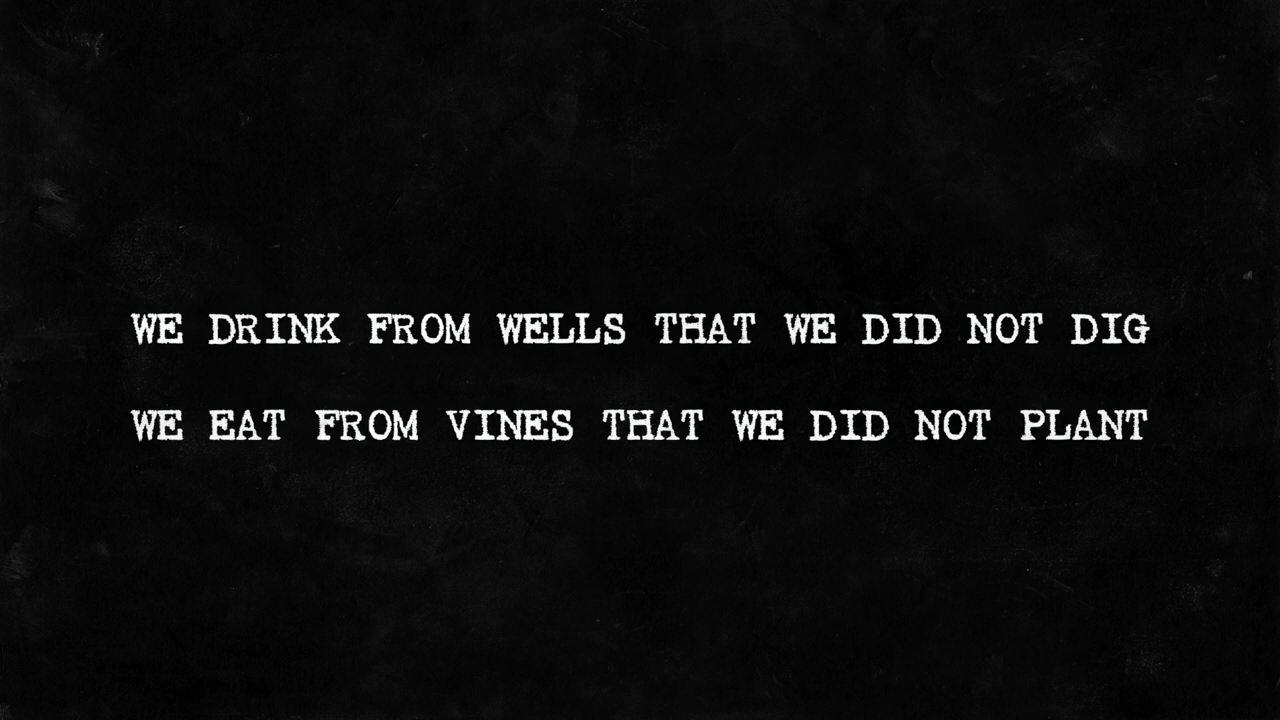 WE DRINK FROM WELLS THAT WE DID NOT DIG
WE EAT FROM VINES THAT WE DID NOT PLANT